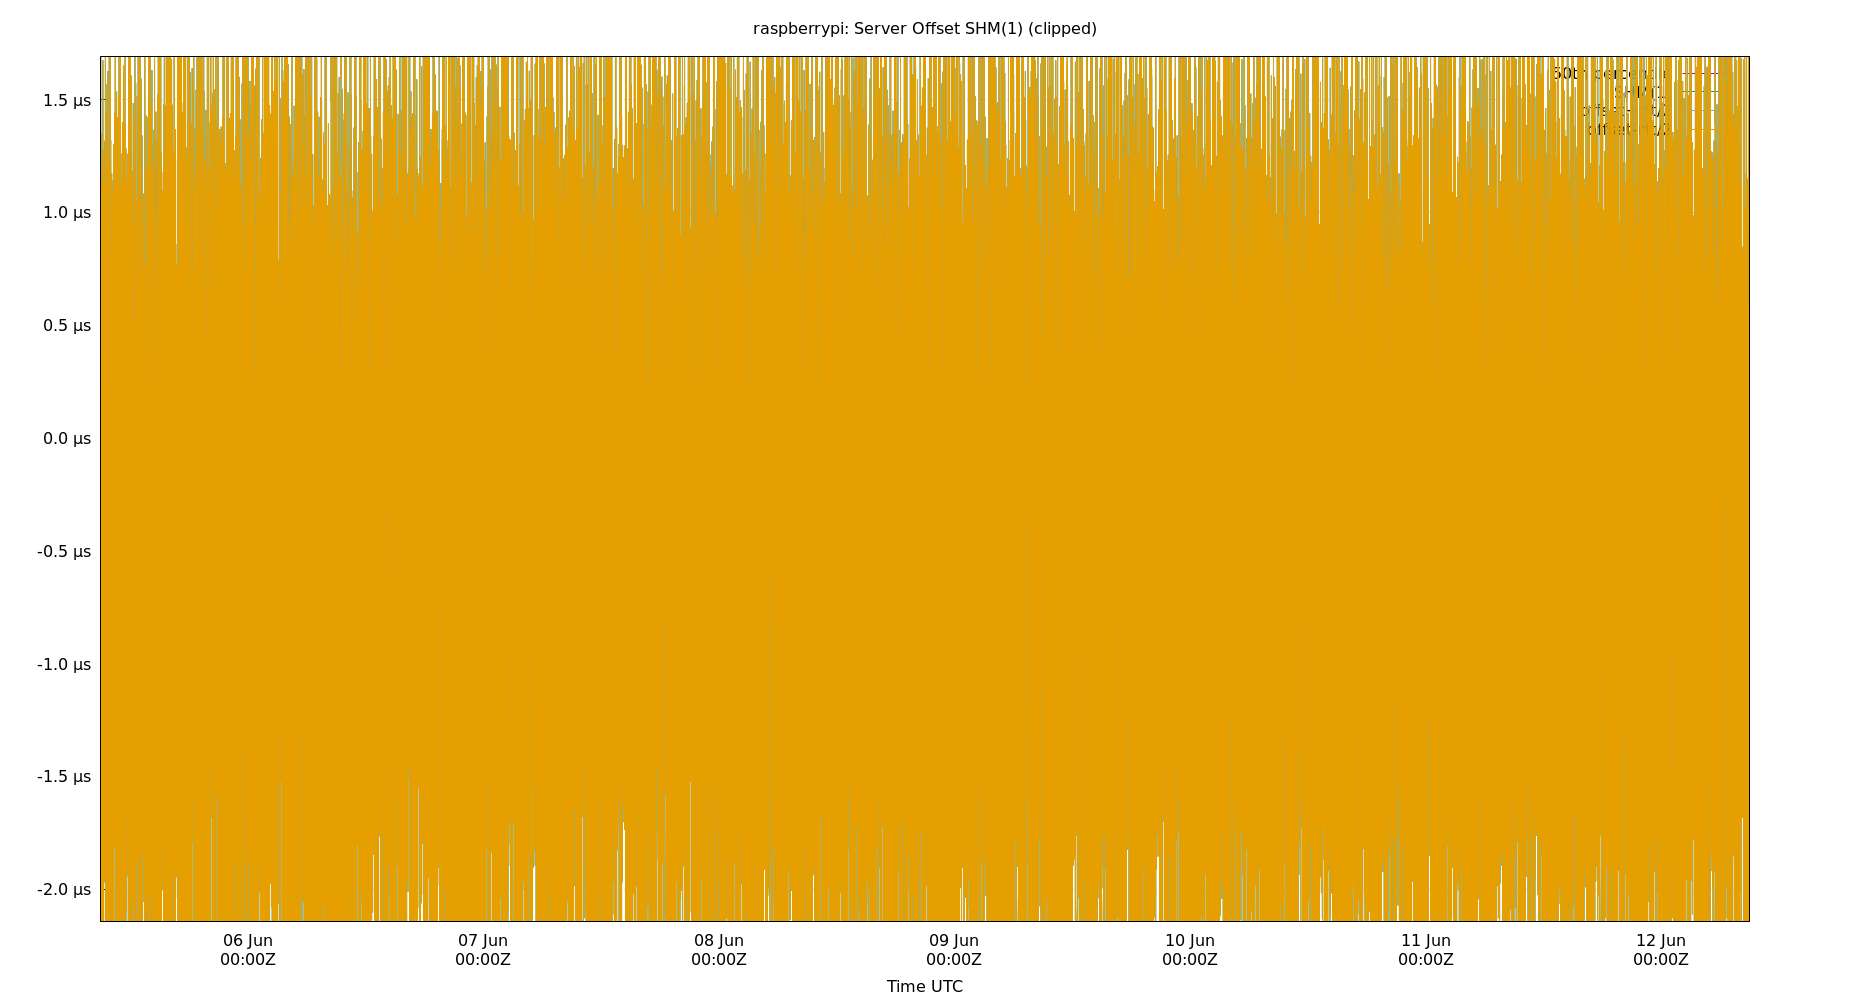 raspberrypi: Server Offset SHM(1) (clipped)
1.5 µs
1.0 µs
0.5 µs
0.0 µs
-0.5 µs
-1.0 µs
-1.5 µs
-2.0 µs
06 Jun
00:00Z
07 Jun
00:00Z
08 Jun
00:00Z
09 Jun
00:00Z
10 Jun
00:00Z
11 Jun
00:00Z
12 Jun
00:00Z
Time UTC